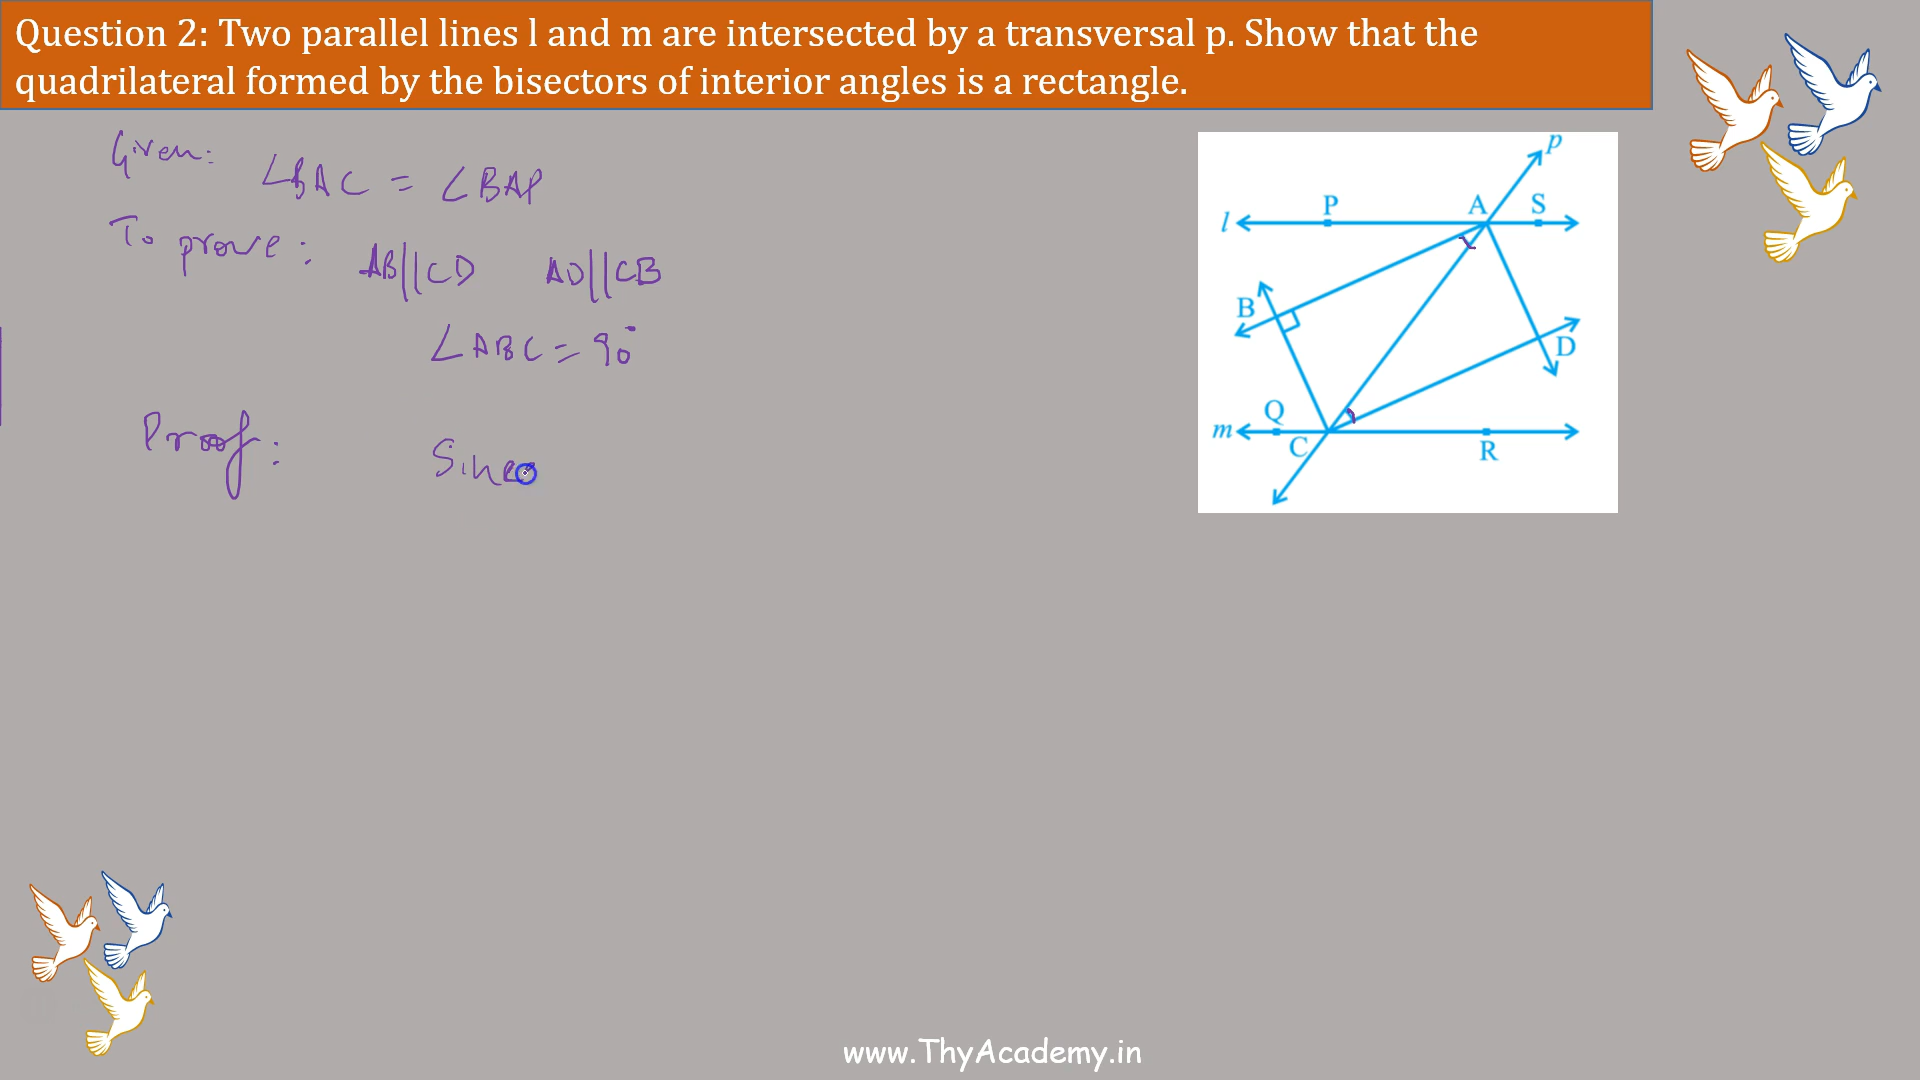 Question 2: Two parallel lines l and m are intersected by a transversal p. Show that the
quadrilateral formed by the bisectors of interior angles is a rectangle.
Given:
∠BAC = ∠BAP
To prove:
AB||CD AD||CB
∠ABC = 90°
Proof:
Since
p
P A S
l
B
D
Q
m
C R
www.ThyAcademy.in